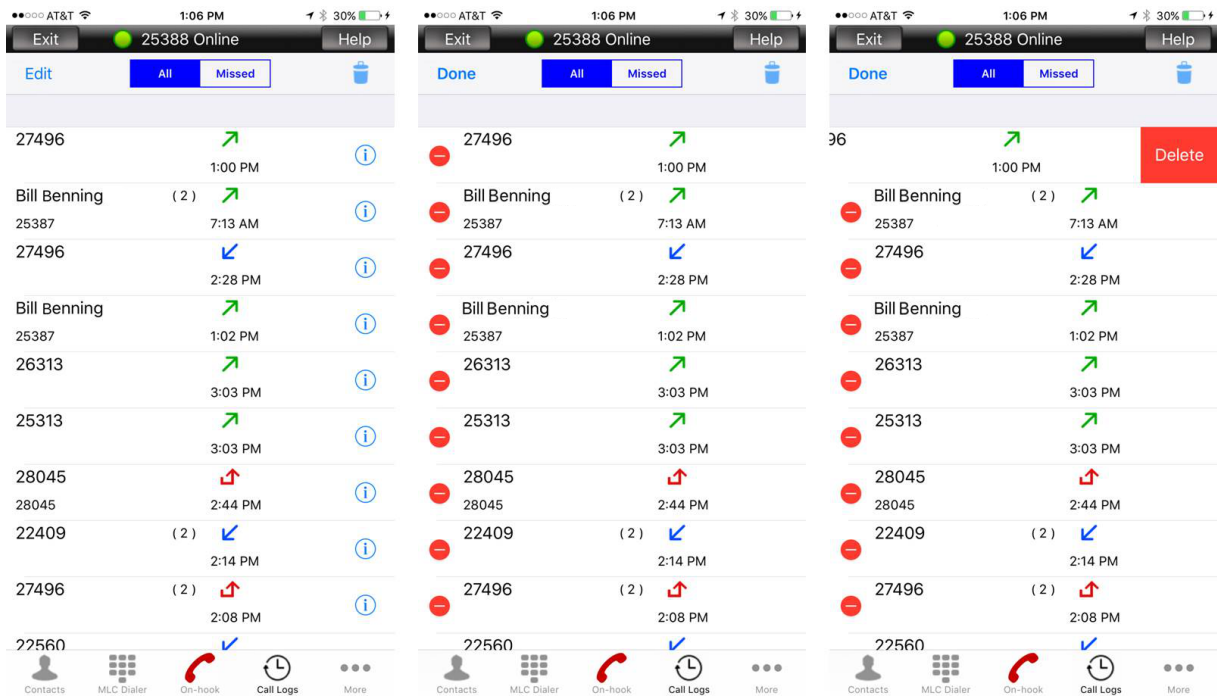 AT&T 1:06 PM 30%
Exit 25388 Online Help
Edit All Missed
27496
1:00 PM
Bill Benning (2)
25387 7:13 AM
27496
2:28 PM
Bill Benning
25387 1:02 PM
26313
3:03 PM
25313
3:03 PM
28045
28045 2:44 PM
22409 (2)
2:14 PM
27496 (2)
2:08 PM
22560
Contacts MLC Dialer On-hook Call Logs More
AT&T 1:06 PM 30%
Exit 25388 Online Help
Done All Missed
27496
1:00 PM
Bill Benning (2)
25387 7:13 AM
27496
2:28 PM
Bill Benning
25387 1:02 PM
26313
3:03 PM
25313
3:03 PM
28045
28045 2:44 PM
22409 (2)
2:14 PM
27496 (2)
2:08 PM
22560
Contacts MLC Dialer On-hook Call Logs More
AT&T 1:06 PM 30%
Exit 25388 Online Help
Done All Missed
96
Delete
1:00 PM
Bill Benning (2)
25387 7:13 AM
27496
2:28 PM
Bill Benning
25387 1:02 PM
26313
3:03 PM
25313
3:03 PM
28045
28045 2:44 PM
22409 (2)
2:14 PM
27496 (2)
2:08 PM
22560
Contacts MLC Dialer On-hook Call Logs More